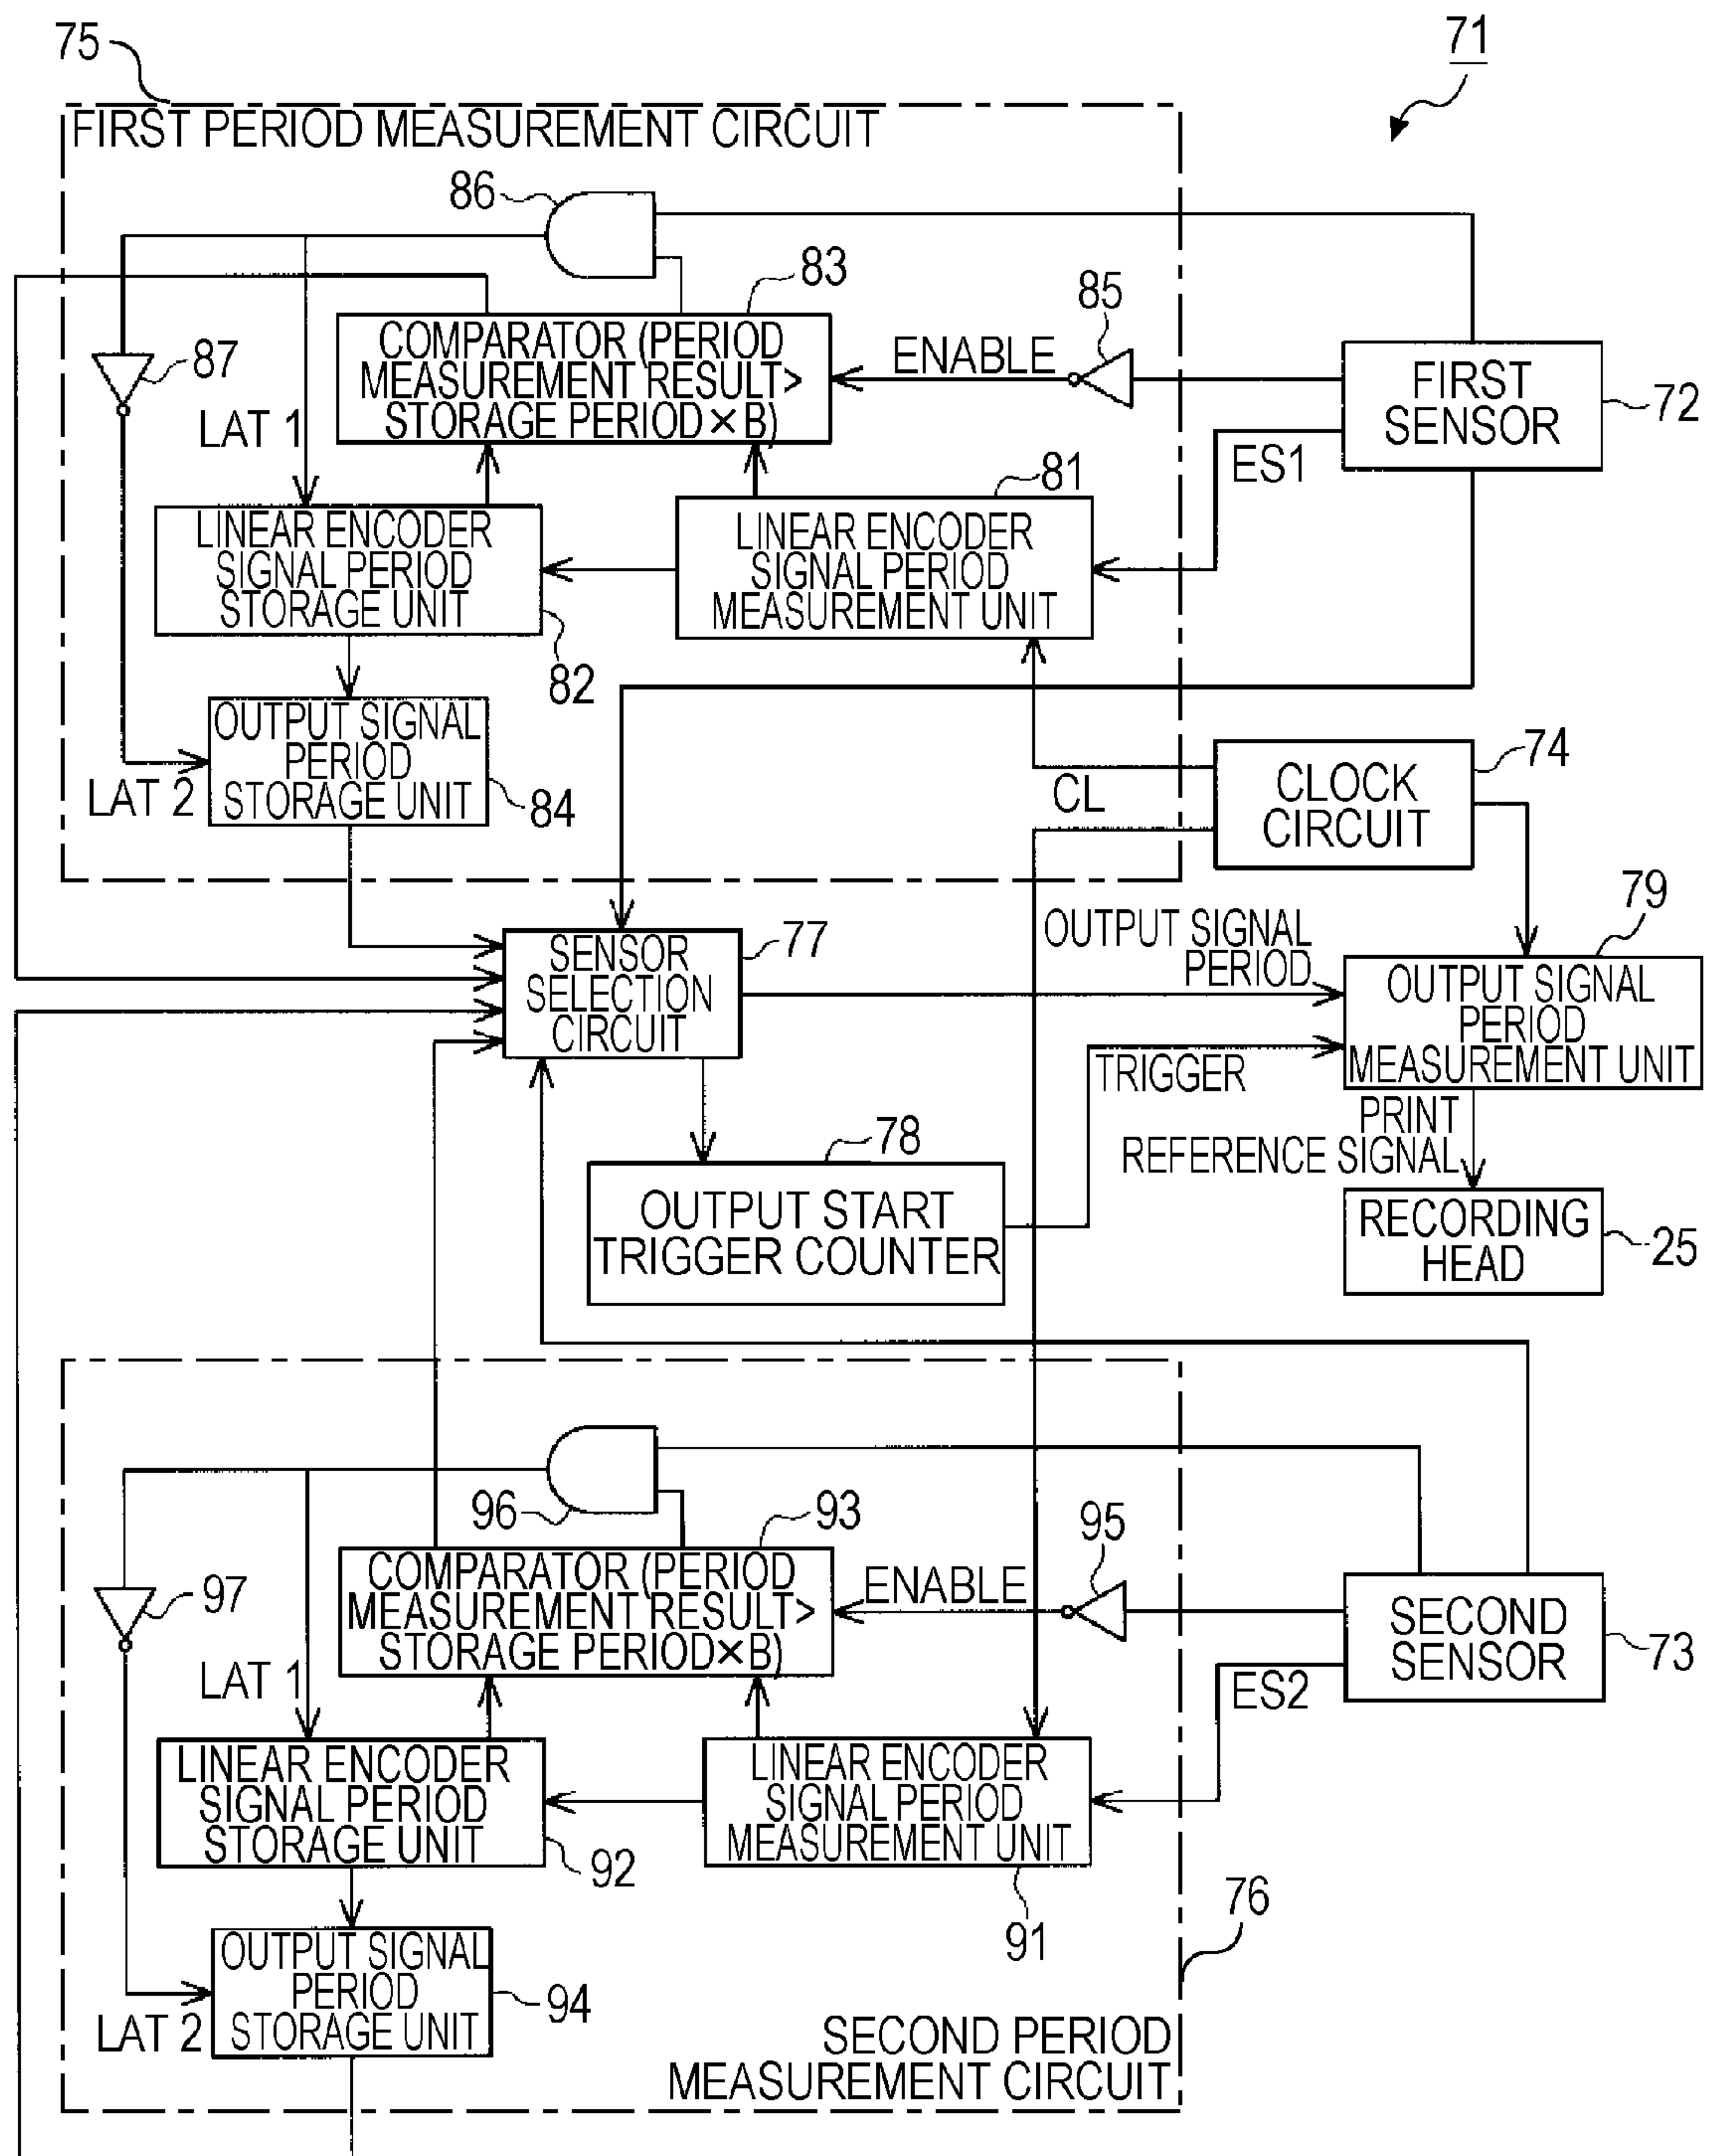 75
71
FIRST PERIOD MEASUREMENT CIRCUIT
86
83
85
COMPARATOR (PERIOD
MEASUREMENT RESULT>
STORAGE PERIOD×B)
ENABLE
87
LAT 1
FIRST
SENSOR
72
ES1
81
LINEAR ENCODER
SIGNAL PERIOD
STORAGE UNIT
LINEAR ENCODER
SIGNAL PERIOD
MEASUREMENT UNIT
82
OUTPUT SIGNAL
PERIOD
STORAGE UNIT
LAT 2
84
74
CL
CLOCK
CIRCUIT
79
77
SENSOR
SELECTION
CIRCUIT
OUTPUT SIGNAL
PERIOD
OUTPUT SIGNAL
PERIOD
MEASUREMENT UNIT
TRIGGER
78
PRINT
REFERENCE SIGNAL
OUTPUT START
TRIGGER COUNTER
RECORDING
HEAD
25
96
93
95
COMPARATOR (PERIOD
MEASUREMENT RESULT>
STORAGE PERIOD×B)
ENABLE
97
LAT 1
SECOND
SENSOR
73
ES2
LINEAR ENCODER
SIGNAL PERIOD
STORAGE UNIT
LINEAR ENCODER
SIGNAL PERIOD
MEASUREMENT UNIT
92
91
76
OUTPUT SIGNAL
PERIOD
STORAGE UNIT
LAT 2
94
SECOND PERIOD
MEASUREMENT CIRCUIT